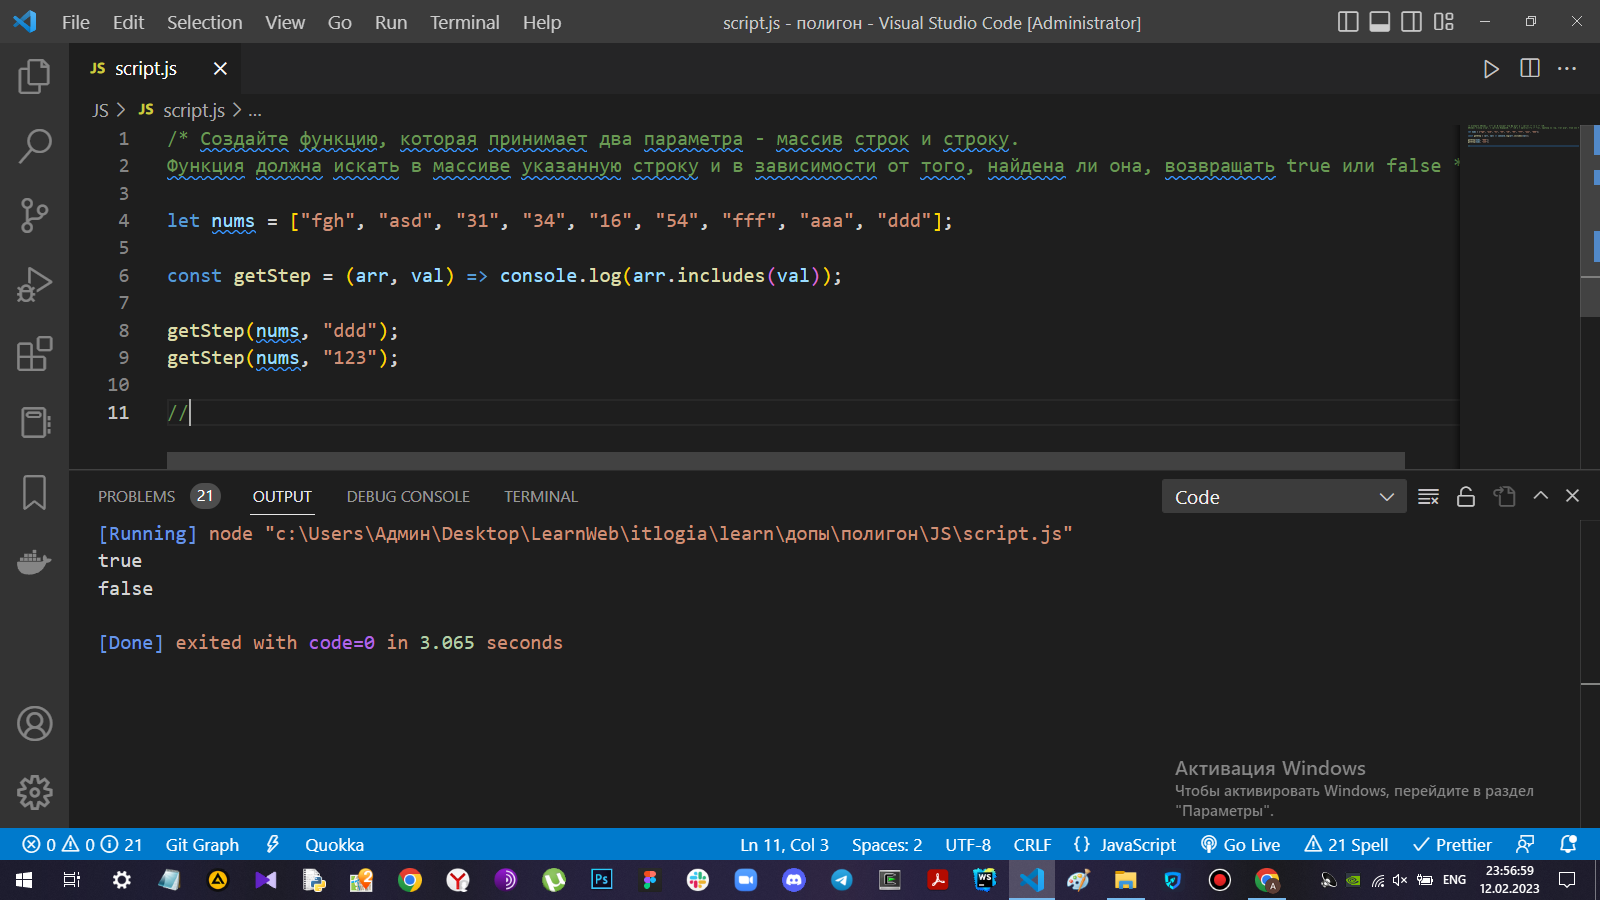 File Edit Selection View Go Run Terminal Help
script.js - полигон - Visual Studio Code [Administrator]
JS script.js
JS > JS script.js > ...
1 /* Создайте функцию, которая принимает два параметра - массив строк и строку.
2 Функция должна искать в массиве указанную строку и в зависимости от того, найдена ли она, возвращать true или false *
3
4 let nums = ["fgh", "asd", "31", "34", "16", "54", "fff", "aaa", "ddd"];
5
6 const getStep = (arr, val) => console.log(arr.includes(val));
7
8 getStep(nums, "ddd");
9 getStep(nums, "123");
10
11 //
PROBLEMS 21 OUTPUT DEBUG CONSOLE TERMINAL
Code
[Running] node "c:\Users\Админ\Desktop\LearnWeb\itlogia\learn\допы\полигон\JS\script.js"
true
false
[Done] exited with code=0 in 3.065 seconds
Активация Windows
Чтобы активировать Windows, перейдите в раздел
"Параметры".
0 0 21 Git Graph Quokka
Ln 11, Col 3 Spaces: 2 UTF-8 CRLF {} JavaScript Go Live 21 Spell Prettier
Ps
WS
ENG
23:56:59
12.02.2023